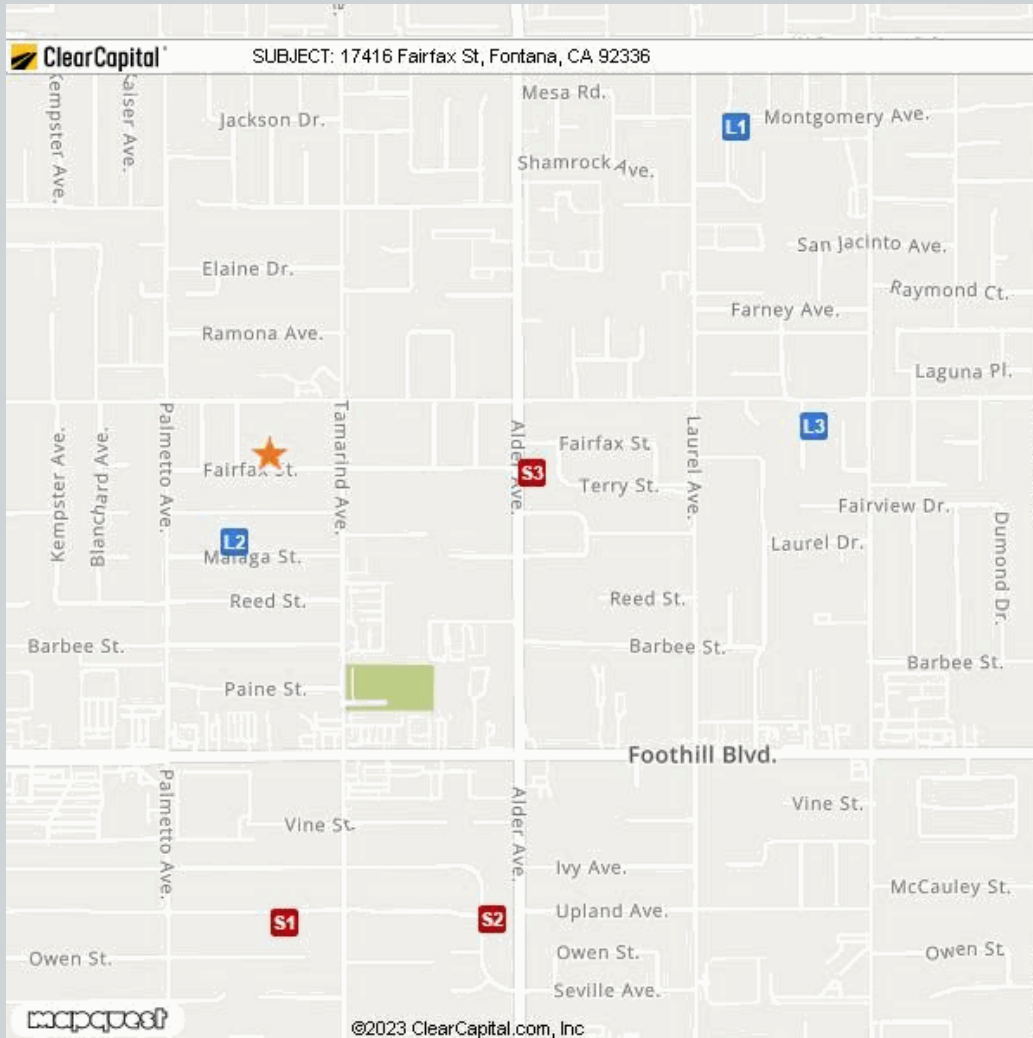 ClearCapital SUBJECT: 17416 Fairfax St, Fontana, CA 92336
Kempster Ave.
Kaiser Ave.
Jackson Dr.
Mesa Rd.
L1
Montgomery Ave.
Shamrock Ave.
Elaine Dr.
San Jacinto Ave.
Raymond Ct.
Ramona Ave.
Farney Ave.
Laguna Pl.
Kempster Ave.
Blanchard Ave.
Palmetto Ave.
Fairfax St.
Tamarind Ave.
Alder Ave.
S3
Fairfax St.
Terry St.
Laurel Ave.
L3
Fairview Dr.
Laurel Dr.
Dumond Dr.
L2
Malaga St.
Reed St.
Reed St.
Barbee St.
Barbee St.
Barbee St.
Paine St.
Foothill Blvd.
Palmetto Ave.
Vine St.
Alder Ave.
Vine St.
Ivy Ave.
McCauley St.
S1
S2
Upland Ave.
Owen St.
Owen St.
Owen St.
Seville Ave.
mapquest
©2023 ClearCapital.com, Inc